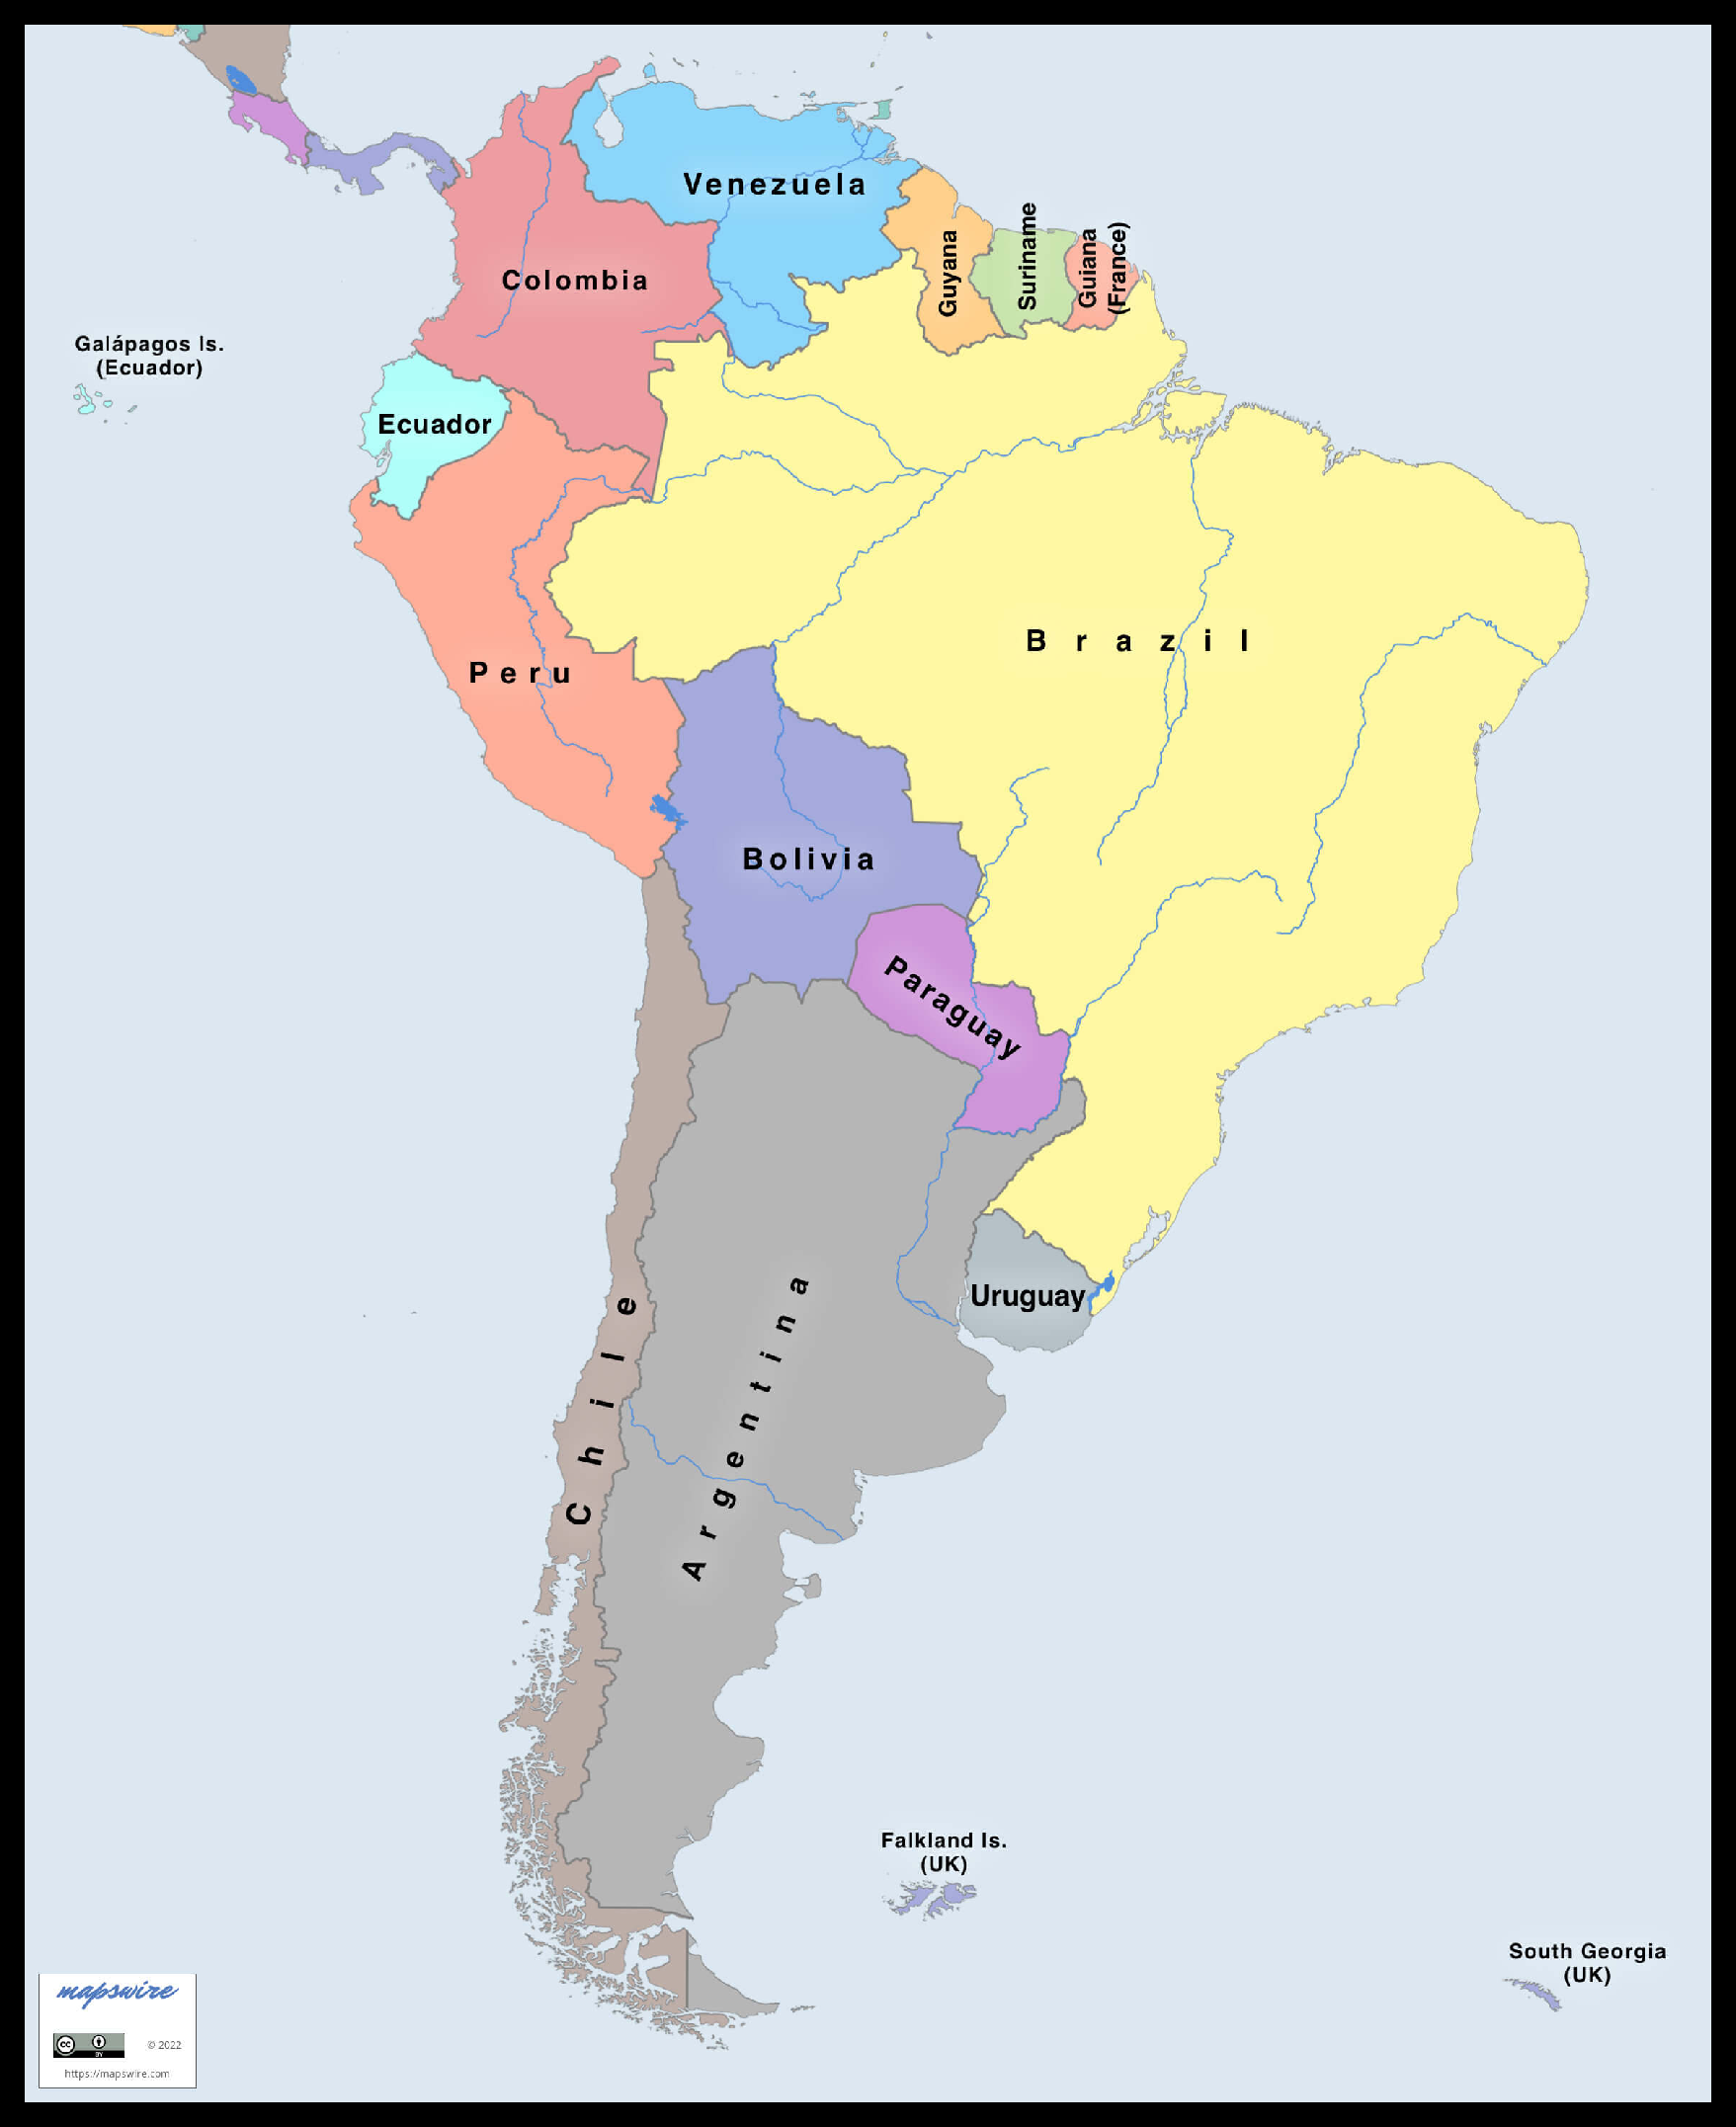 Venezuela
Colombia
Guyana
Suriname
Guiana
(France)
Galápagos Is.
(Ecuador)
Ecuador
Brazil
Peru
Bolivia
Paraguay
Uruguay
Chile
Argentina
Falkland Is.
(UK)
South Georgia
(UK)
mapswire
cc
BY
© 2022
https://mapswire.com